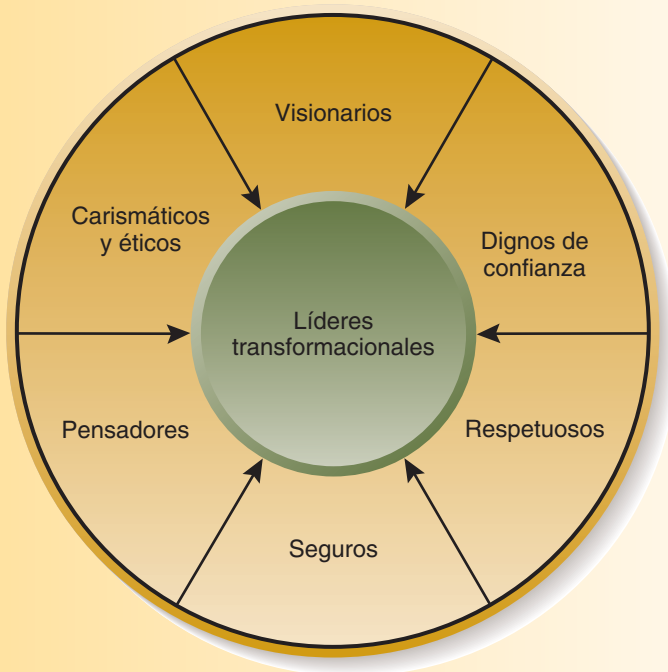 Visionarios
Carismáticos
y éticos
Dignos de
confianza
Líderes
transformacionales
Pensadores
Respetuosos
Seguros